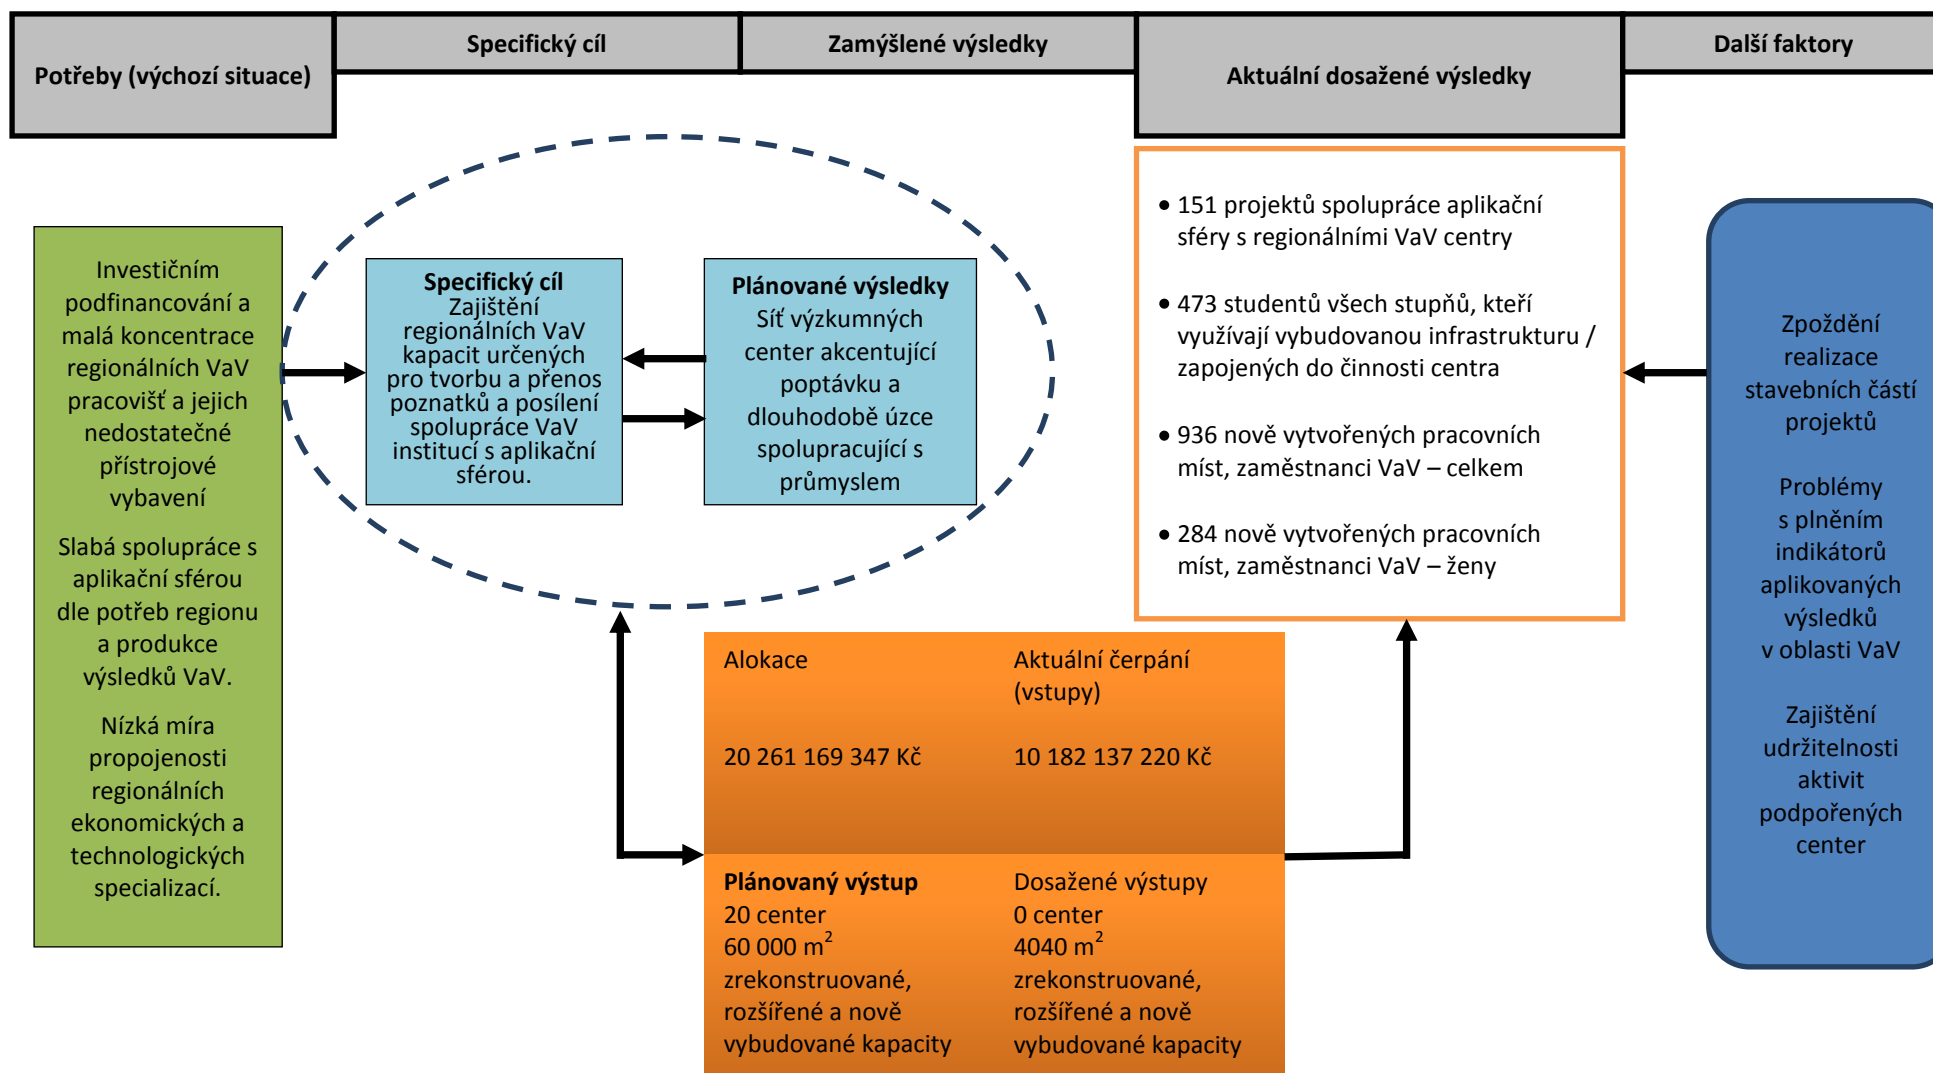 Potřeby (výchozí situace)
Specifický cíl
Zamýšlené výsledky
Aktuální dosažené výsledky
Další faktory
Investičním
podfinancování a
malá koncentrace
regionálních VaV
pracovišť a jejich
nedostatečné
přístrojové
vybavení
Slabá spolupráce s
aplikační sférou
dle potřeb regionu
a produkce
výsledků VaV.
Nízká míra
propojenosti
regionálních
ekonomických a
technologických
specializací.
Specifický cíl
Zajištění
regionálních VaV
kapacit určených
pro tvorbu a přenos
poznatků a posílení
spolupráce VaV
institucí s aplikační
sférou.
Plánované výsledky
Síť výzkumných
center akcentující
poptávku a
dlouhodobě úzce
spolupracující s
průmyslem
• 151 projektů spolupráce aplikační
sféry s regionálními VaV centry
• 473 studentů všech stupňů, kteří
využívají vybudovanou infrastrukturu /
zapojených do činnosti centra
• 936 nově vytvořených pracovních
míst, zaměstnanci VaV – celkem
• 284 nově vytvořených pracovních
míst, zaměstnanci VaV – ženy
Zpoždění
realizace
stavebních částí
projektů
Problémy
s plněním
indikátorů
aplikovaných
výsledků
v oblasti VaV
Zajištění
udržitelnosti
aktivit
podpořených
center
Alokace
20 261 169 347 Kč
Aktuální čerpání
(vstupy)
10 182 137 220 Kč
Plánovaný výstup
20 center
60 000 m²
zrekonstruované,
rozšířené a nově
vybudované kapacity
Dosažené výstupy
0 center
4040 m²
zrekonstruované,
rozšířené a nově
vybudované kapacity